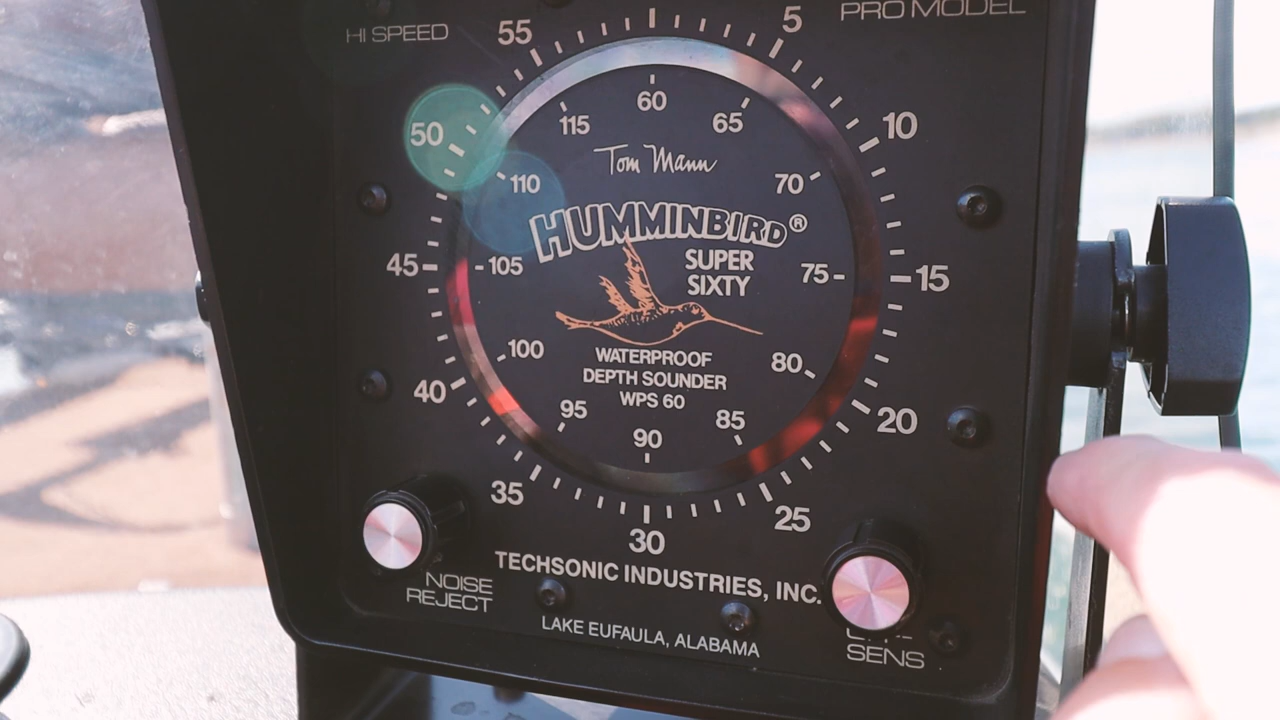 HI SPEED
PRO MODEL
55
5
50
10
45
15
40
20
35
25
30
60
115
65
110
70
105
75
100
80
95
85
90
Tom Mann
HUMMINBIRD®
SUPER
SIXTY
WATERPROOF
DEPTH SOUNDER
WPS 60
TECHSONIC INDUSTRIES, INC.
LAKE EUFAULA, ALABAMA
NOISE
REJECT
SENS